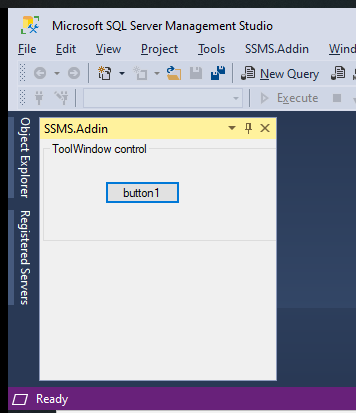 Microsoft SQL Server Management Studio
File Edit View Project Tools SSMS.Addin
New Query
Execute
SSMS.Addin
ToolWindow control
button1
Object Explorer
Registered Servers
Ready